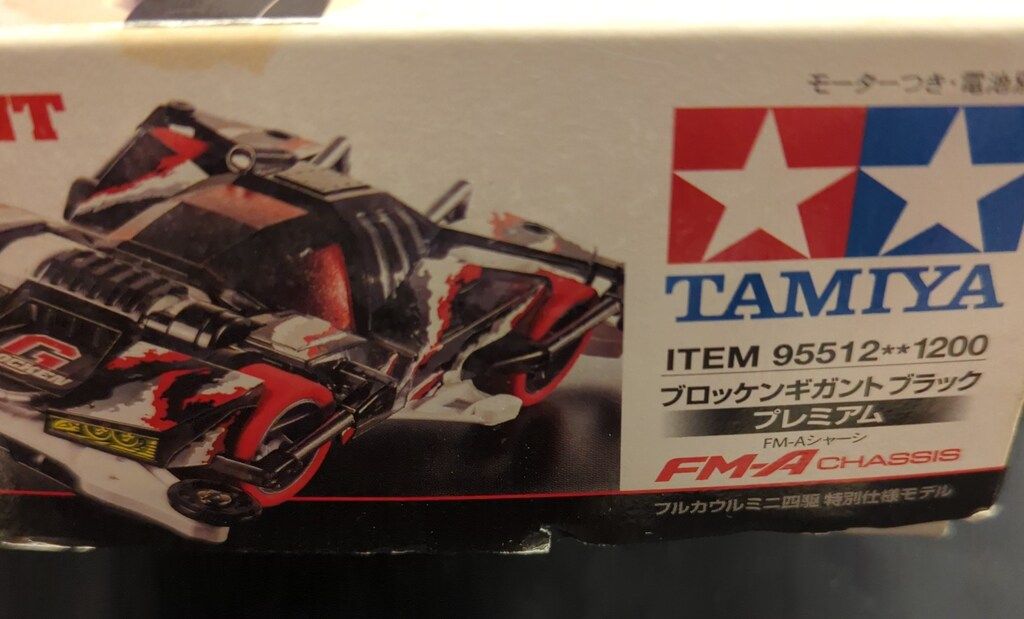 NT
モーターつき・電池
TAMIYA
ITEM 95512**1200
ブロッケンギガント ブラック
プレミアム
FM-Aシャーシ
FM-A CHASSIS
フルカウルミニ四駆 特別仕様モデル
G
BROCKEN